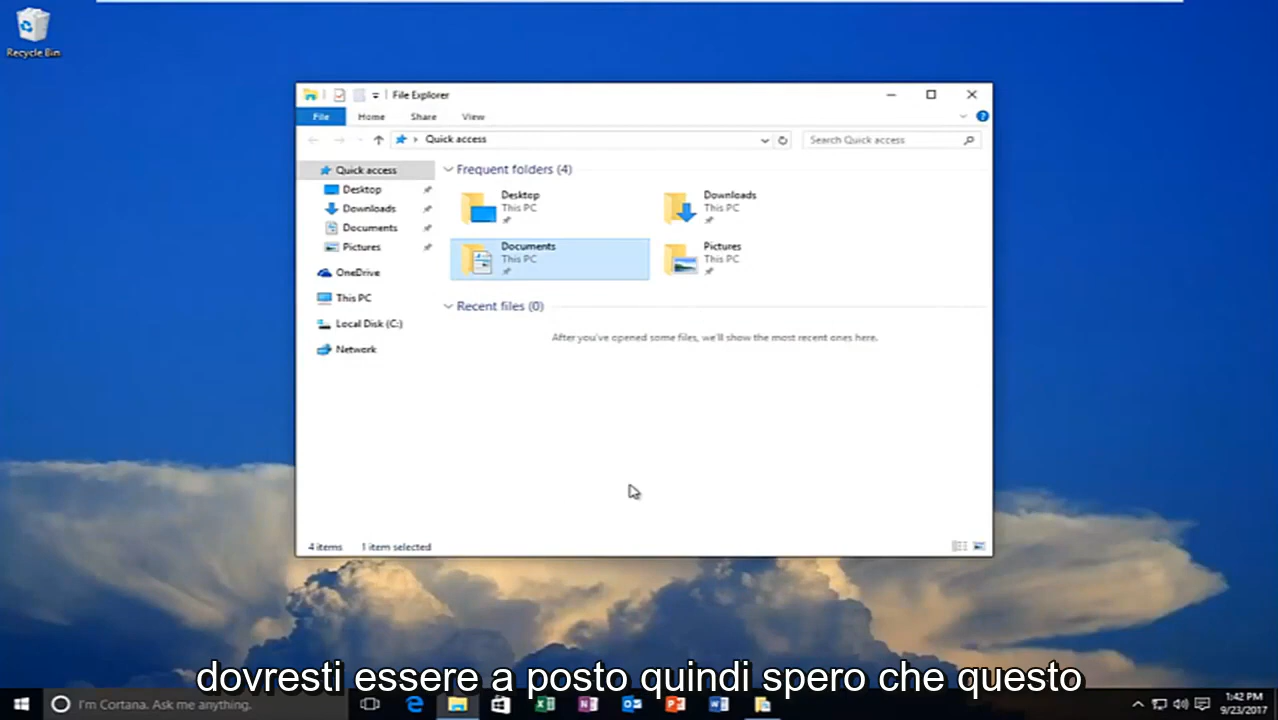 Recycle Bin
File Explorer
File Home Share View
Quick access
Search Quick access
Quick access
Desktop
Downloads
Documents
Pictures
OneDrive
This PC
Local Disk (C:)
Network
Frequent folders (4)
Desktop
This PC
Downloads
This PC
Documents
This PC
Pictures
This PC
Recent files (0)
After you've opened some files, we'll show the most recent ones here.
4 items 1 item selected
dovresti essere a posto quindi spero che questo
I'm Cortana. Ask me anything.
1:42 PM
9/23/2017